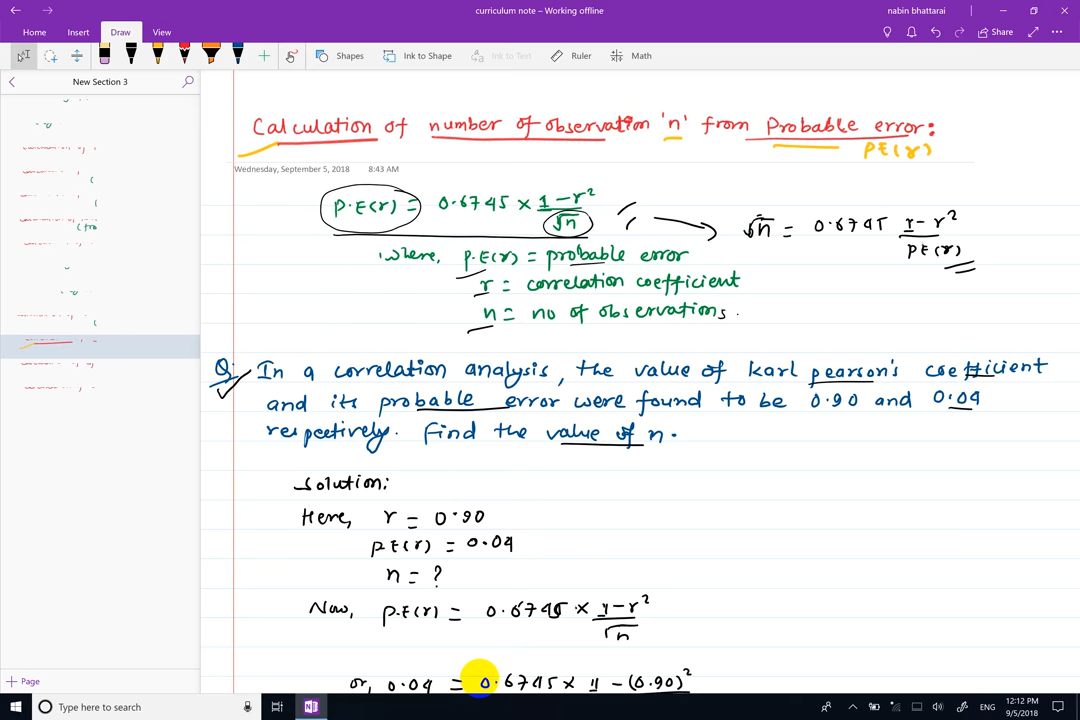 curriculum note – Working offline
nabin bhattarai
Home Insert Draw View
Share
Shapes Ink to Shape Ink to Text Ruler Math
New Section 3
Calculation of number of observation 'n' from Probable error:
PE(r)
Wednesday, September 5, 2018 8:43 AM
P.E(r) = 0.6745 × 1-r² / √n
√n = 0.6745 1-r² / PE(r)
where, P.E(r) = probable error
r = correlation coefficient
n = no of observations.
Q: In a correlation analysis, the value of karl pearson's coefficient
and its probable error were found to be 0.90 and 0.04
respectively. Find the value of n.
Solution:
Here, r = 0.90
PE(r) = 0.04
n = ?
Now, P.E(r) = 0.6745 × 1-r² / √n
or, 0.04 = 0.6745 × 1-(0.90)²
+ Page
Type here to search
ENG
12:12 PM
9/5/2018